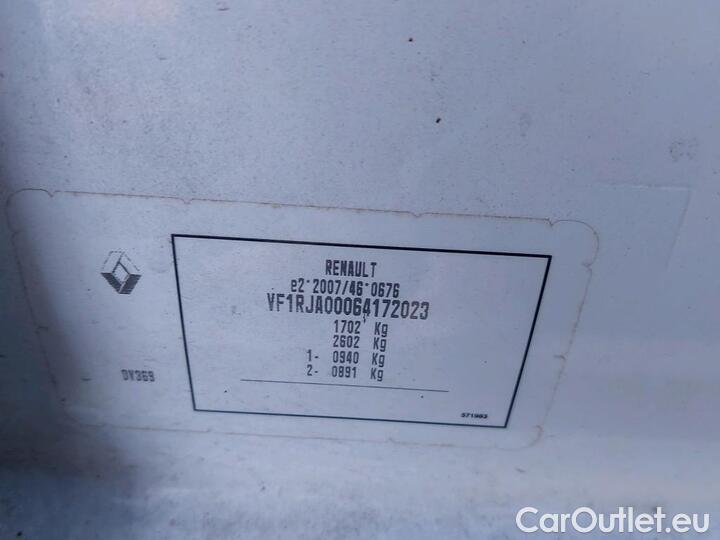 RENAULT
e2*2007/46*0676
VF1RJA00064172023
1702 Kg
2602 Kg
1- 0940 Kg
2- 0891 Kg
DV369
571983
CarOutlet.eu